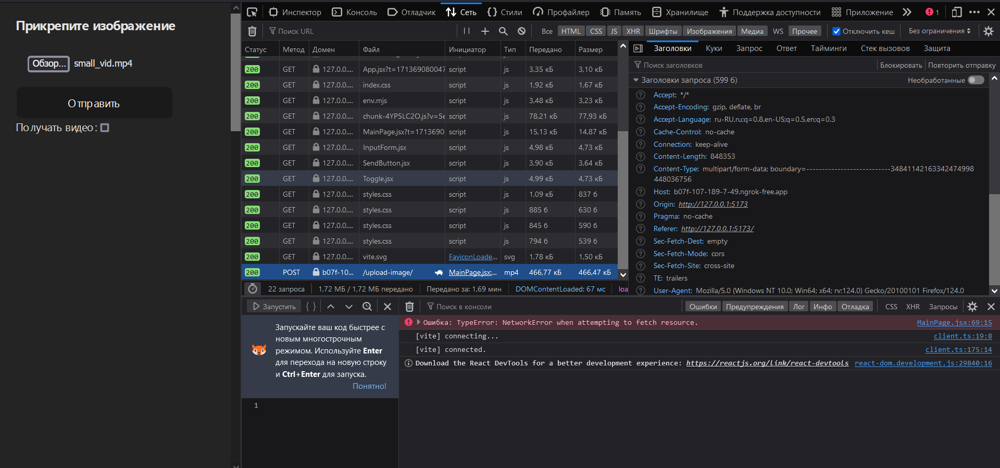 Прикрепите изображение
Обзор... small_vid.mp4
Отправить
Получать видео:
Инспектор Консоль Отладчик Сеть Стили Профайлер Память Хранилище Поддержка доступности Приложение 1
Поиск URL Все HTML CSS JS XHR Шрифты Изображения Медиа WS Прочее Отключить кеш Без ограничения
Статус Метод Домен Файл Инициатор Тип Передано Размер
200 GET 127.0.0.... App.jsx?t=171369080047 script js 3,35 кБ 3,10 кБ
200 GET 127.0.0.... index.css script js 1,92 кБ 1,67 кБ
200 GET 127.0.0.... env.mjs script js 3,48 кБ 3,23 кБ
200 GET 127.0.0.... chunk-4YP5LC2O.js?v=5e script js 78,21 кБ 77,93 кБ
200 GET 127.0.0.... MainPage.jsx?t=1713690 script js 15,13 кБ 14,87 кБ
200 GET 127.0.0.... InputForm.jsx script js 4,98 кБ 4,73 кБ
200 GET 127.0.0.... SendButton.jsx script js 3,90 кБ 3,64 кБ
200 GET 127.0.0.... Toggle.jsx script js 4,99 кБ 4,73 кБ
200 GET 127.0.0.... styles.css script js 1,09 кБ 837 б
200 GET 127.0.0.... styles.css script js 885 б 630 б
200 GET 127.0.0.... styles.css script js 845 б 590 б
200 GET 127.0.0.... styles.css script js 794 б 539 б
200 GET 127.0.0.... vite.svg FaviconLoade... svg 1,78 кБ 1,50 кБ
200 POST b07f-10... /upload-image/ MainPage.jsx:... mp4 466,77 кБ 466,47 кБ
22 запроса 1,72 МБ / 1,72 МБ передано Передано за: 1,69 мин DOMContentLoaded: 67 мс loa
Заголовки Куки Запрос Ответ Тайминги Стек вызовов Защита
Поиск заголовков Блокировать Повторить отправку
Заголовки запроса (599 б) Необработанные
Accept: */*
Accept-Encoding: gzip, deflate, br
Accept-Language: ru-RU,ru;q=0.8,en-US;q=0.5,en;q=0.3
Cache-Control: no-cache
Connection: keep-alive
Content-Length: 848353
Content-Type: multipart/form-data; boundary=---------------------------34841142163342474998
448036756
Host: b07f-107-189-7-49.ngrok-free.app
Origin: http://127.0.0.1:5173
Pragma: no-cache
Referer: http://127.0.0.1:5173/
Sec-Fetch-Dest: empty
Sec-Fetch-Mode: cors
Sec-Fetch-Site: cross-site
TE: trailers
User-Agent: Mozilla/5.0 (Windows NT 10.0; Win64; x64; rv:124.0) Gecko/20100101 Firefox/124.0
Запустить { }
Запускайте ваш код быстрее с
новым многострочным
режимом. Используйте Enter
для перехода на новую строку
и Ctrl+Enter для запуска.
Понятно!
1
Поиск в консоли Ошибки Предупреждения Лог Инфо Отладка CSS XHR Запросы
Ошибка: TypeError: NetworkError when attempting to fetch resource. MainPage.jsx:69:15
[vite] connecting... client.ts:19:8
[vite] connected. client.ts:175:14
Download the React DevTools for a better development experience: https://reactjs.org/link/react-devtools react-dom.development.js:29840:16